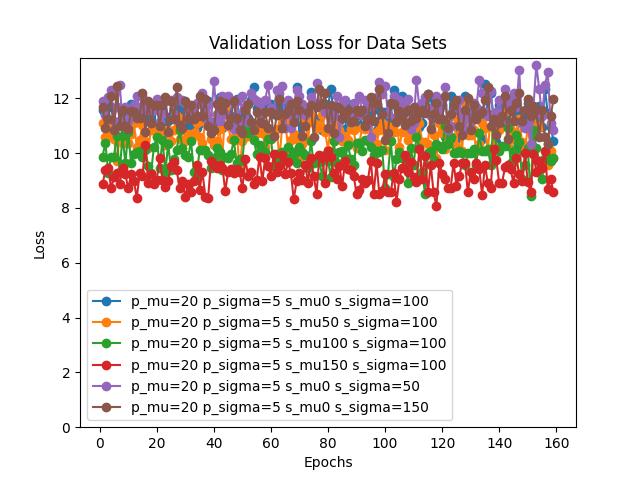 Validation Loss for Data Sets
12
10
8
6
4
2
0
Loss
p_mu=20 p_sigma=5 s_mu0 s_sigma=100
p_mu=20 p_sigma=5 s_mu50 s_sigma=100
p_mu=20 p_sigma=5 s_mu100 s_sigma=100
p_mu=20 p_sigma=5 s_mu150 s_sigma=100
p_mu=20 p_sigma=5 s_mu0 s_sigma=50
p_mu=20 p_sigma=5 s_mu0 s_sigma=150
0 20 40 60 80 100 120 140 160
Epochs